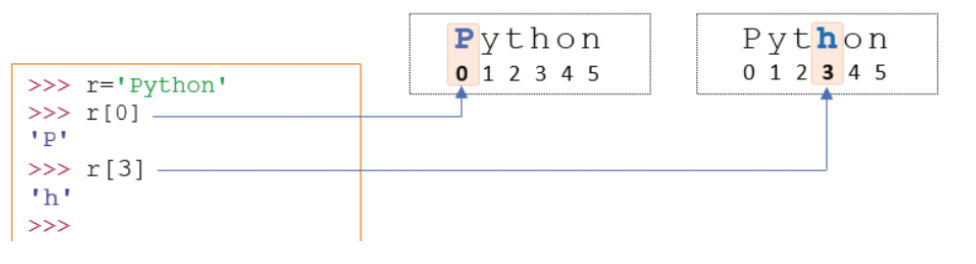 Python
0 1 2 3 4 5
Python
0 1 2 3 4 5
>>> r='Python'
>>> r[0]
'P'
>>> r[3]
'h'
>>>